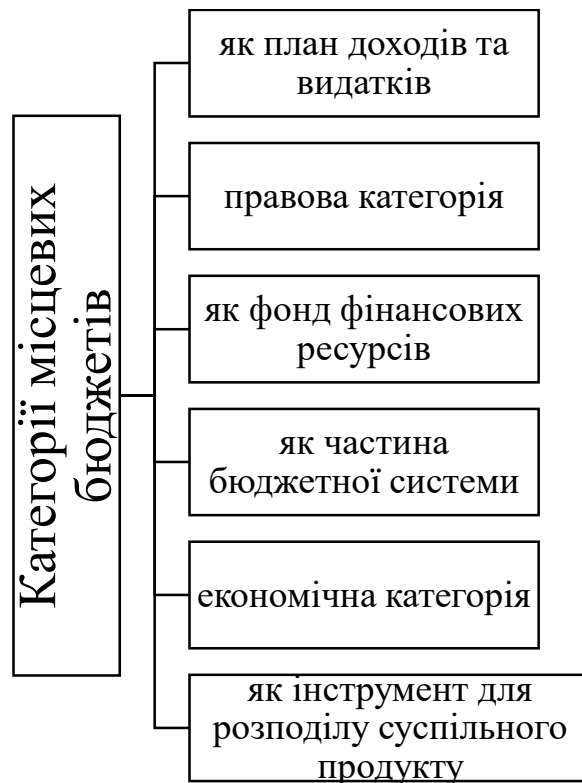 Категорії місцевих
бюджетів
як план доходів та
видатків
правова категорія
як фонд фінансових
ресурсів
як частина
бюджетної системи
економічна категорія
як інструмент для
розподілу суспільного
продукту